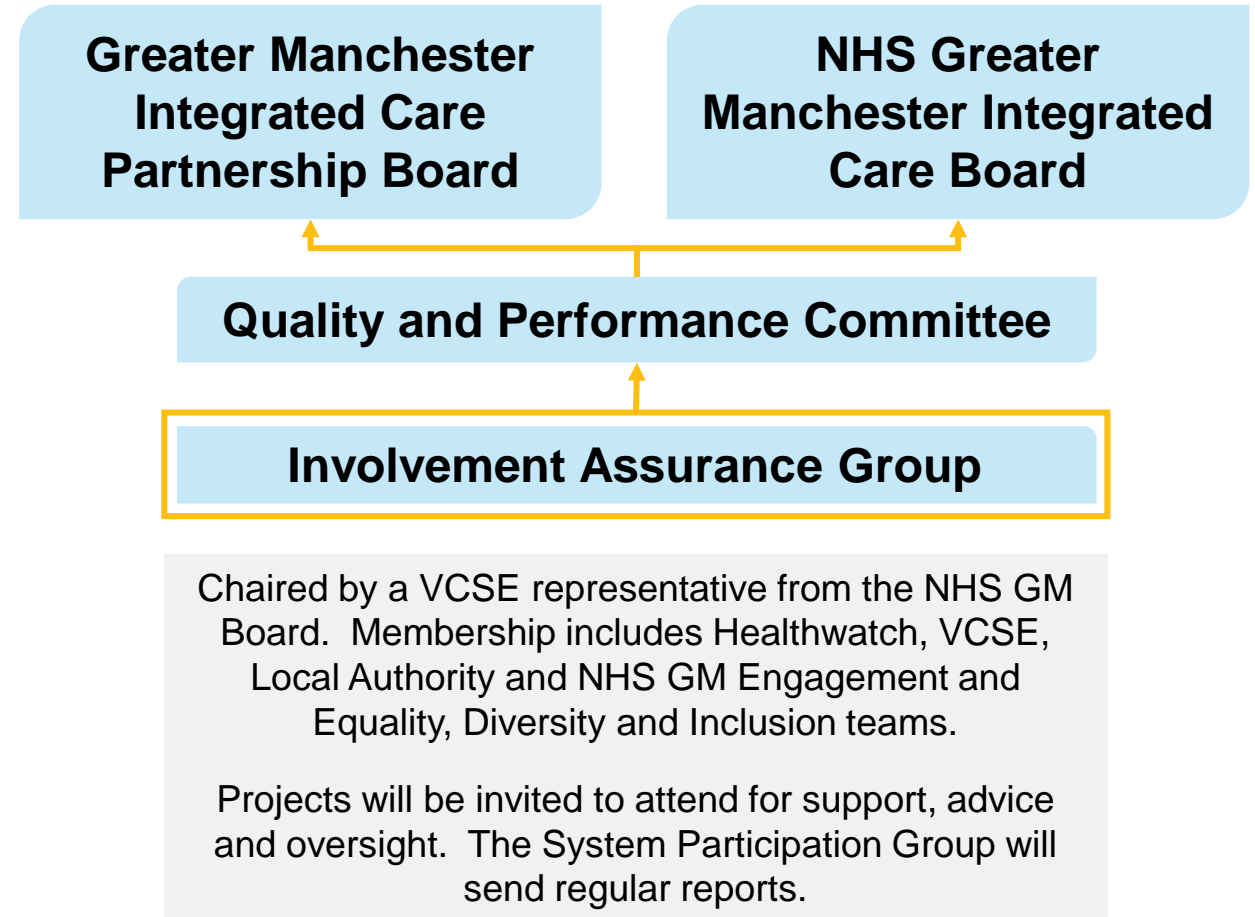 Greater Manchester
Integrated Care
Partnership Board
NHS Greater
Manchester Integrated
Care Board
Quality and Performance Committee
Involvement Assurance Group
Chaired by a VCSE representative from the NHS GM
Board.  Membership includes Healthwatch, VCSE,
Local Authority and NHS GM Engagement and
Equality, Diversity and Inclusion teams.
Projects will be invited to attend for support, advice
and oversight.  The System Participation Group will
send regular reports.